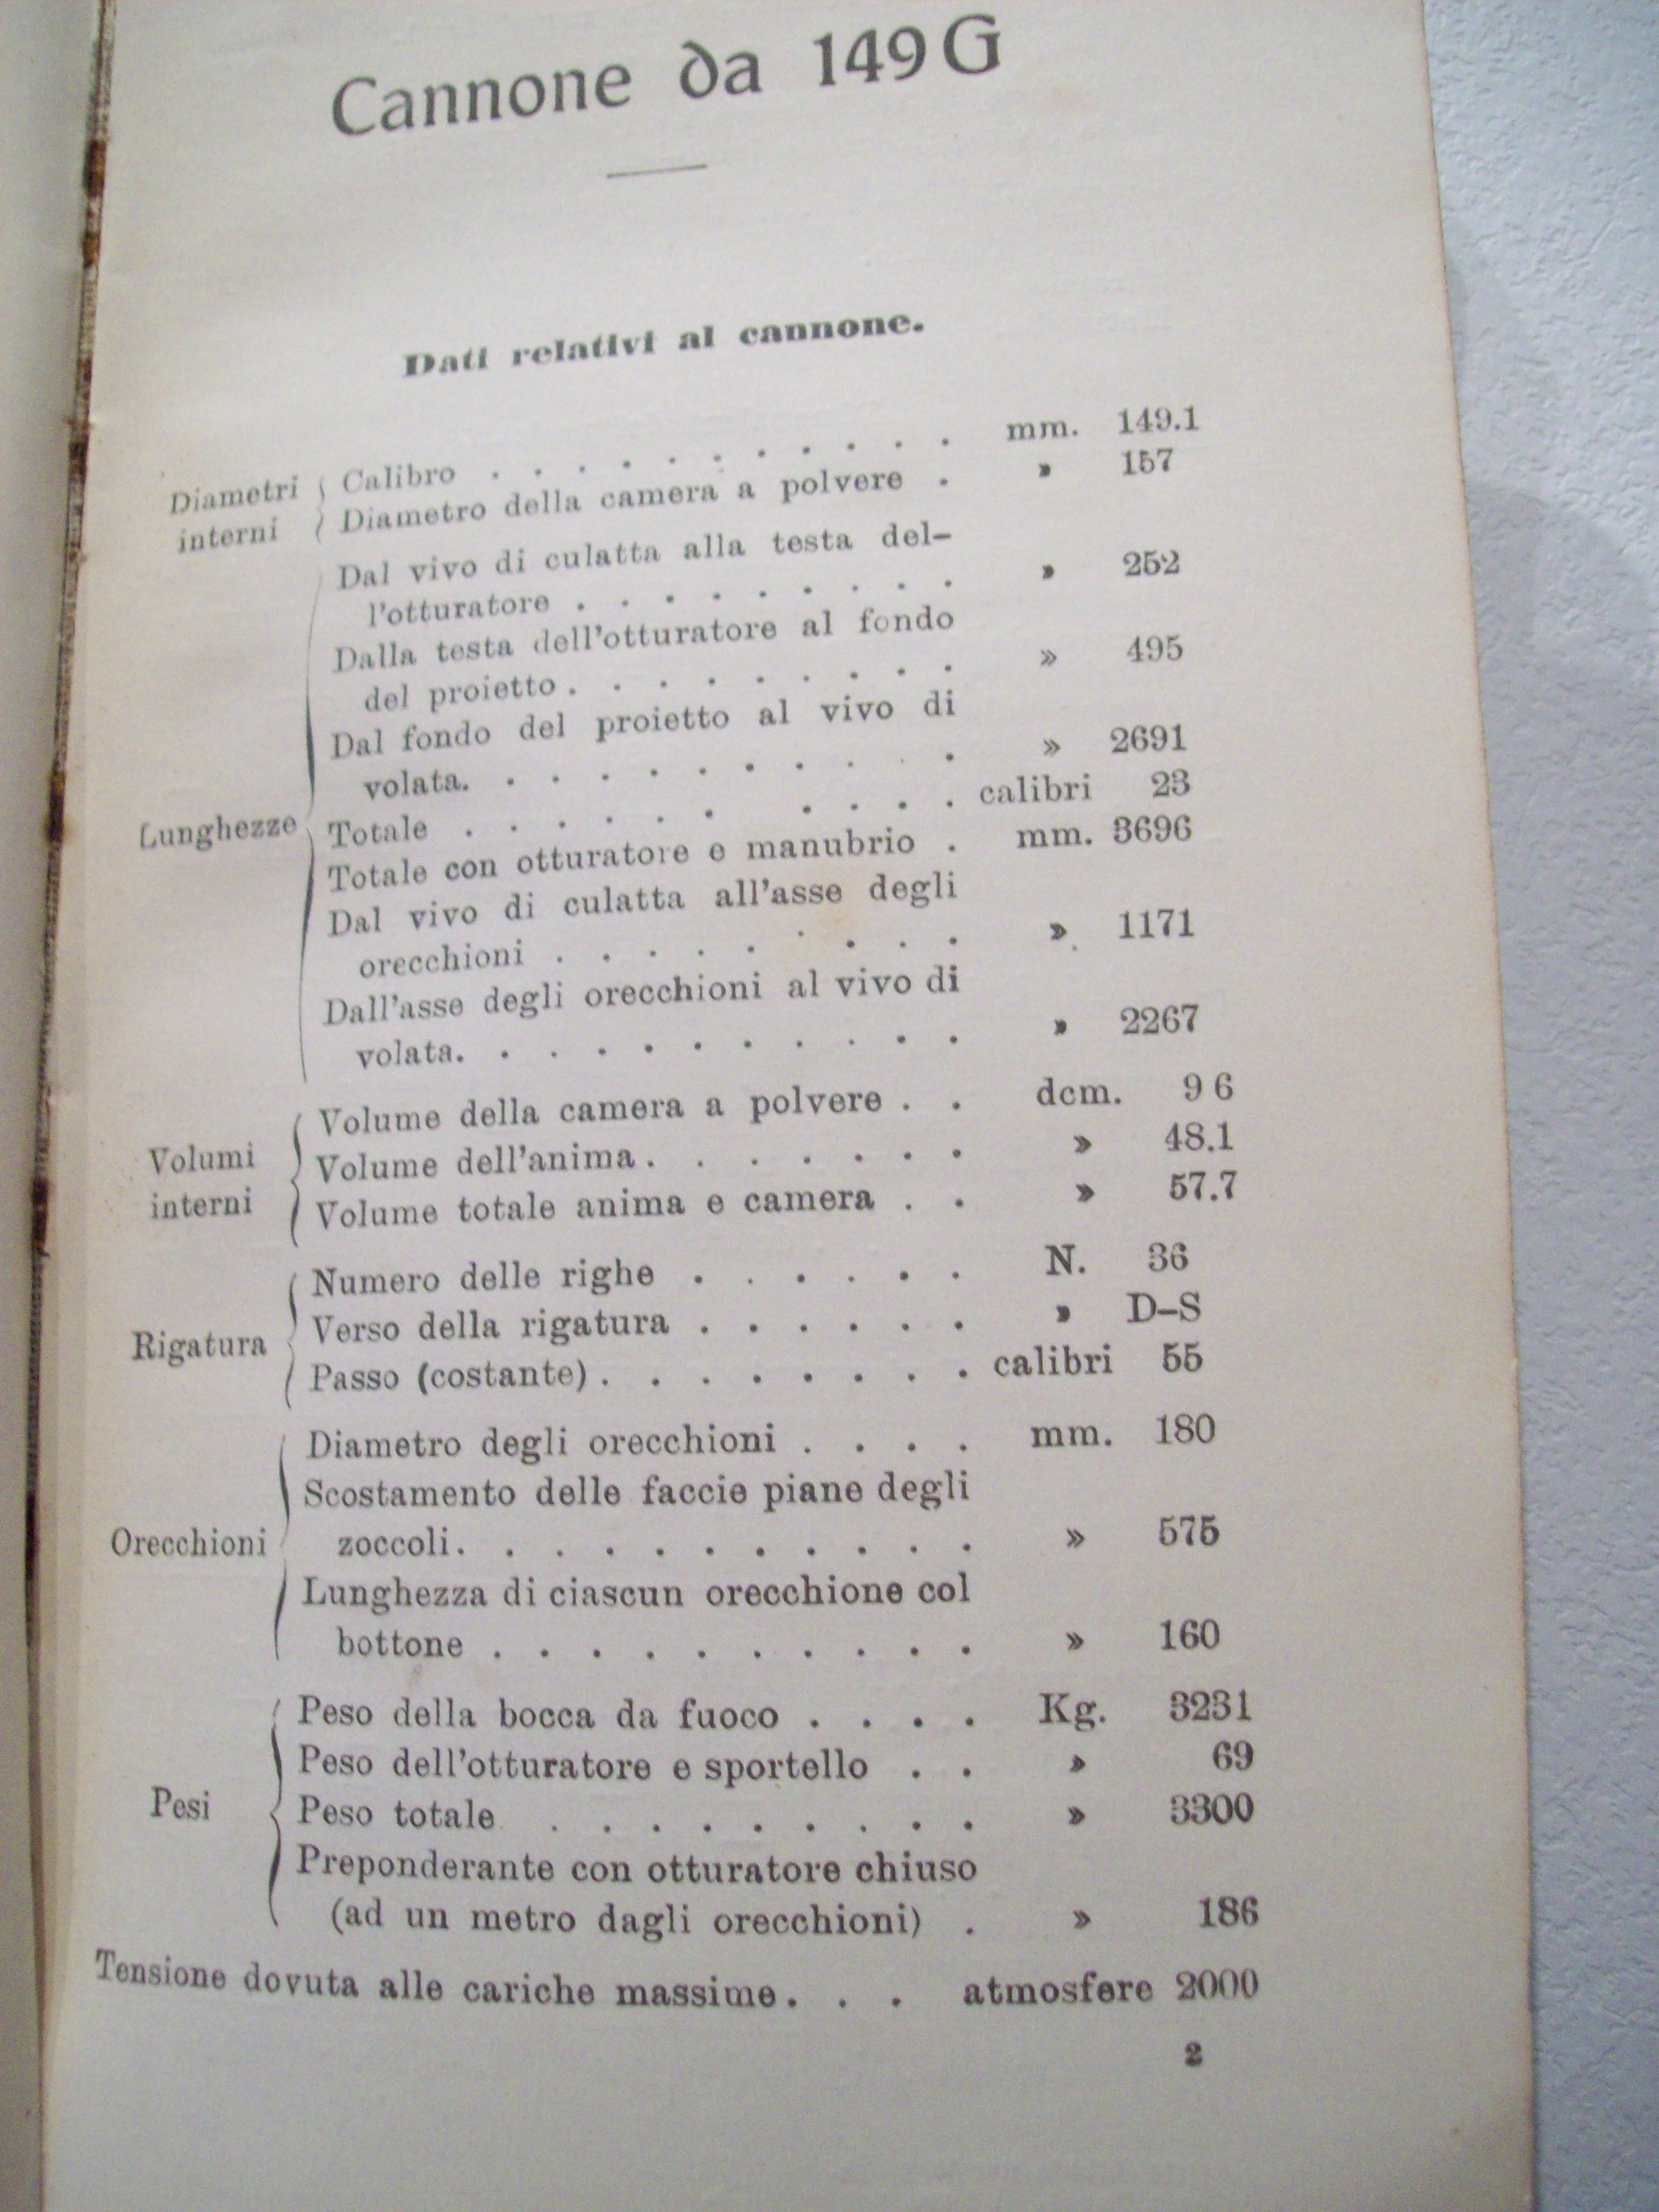 Cannone da 149 G
Dati relativi al cannone.
Diametri interni
Calibro . . . . . . . . . . . mm. 149.1
Diametro della camera a polvere . » 157
Lunghezze
Dal vivo di culatta alla testa del-
l'otturatore . . . . . . . . . » 252
Dalla testa dell'otturatore al fondo
del proietto . . . . . . . . . » 495
Dal fondo del proietto al vivo di
volata. . . . . . . . . . . » 2691
Totale . . . . . . . . . . calibri 23
Totale con otturatore e manubrio . mm. 3696
Dal vivo di culatta all'asse degli
orecchioni . . . . . . . . . » 1171
Dall'asse degli orecchioni al vivo di
volata. . . . . . . . . . . » 2267
Volumi interni
Volume della camera a polvere . . dcm. 9 6
Volume dell'anima . . . . . . . » 48.1
Volume totale anima e camera . . » 57.7
Rigatura
Numero delle righe . . . . . . N. 36
Verso della rigatura . . . . . . » D–S
Passo (costante) . . . . . . . . calibri 55
Orecchioni
Diametro degli orecchioni . . . . mm. 180
Scostamento delle faccie piane degli
zoccoli. . . . . . . . . . . » 575
Lunghezza di ciascun orecchione col
bottone . . . . . . . . . . » 160
Pesi
Peso della bocca da fuoco . . . . Kg. 3231
Peso dell'otturatore e sportello . . » 69
Peso totale . . . . . . . . . » 3300
Preponderante con otturatore chiuso
(ad un metro dagli orecchioni) . » 186
Tensione dovuta alle cariche massime . . . atmosfere 2000
2